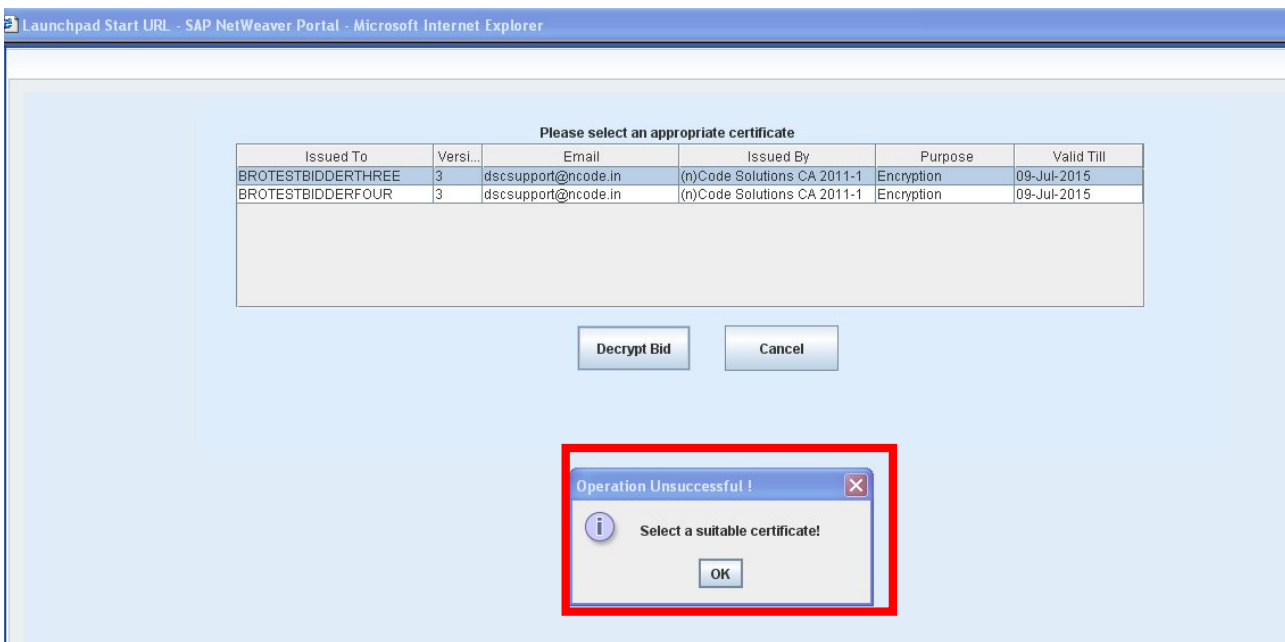 Launchpad Start URL - SAP NetWeaver Portal - Microsoft Internet Explorer
Please select an appropriate certificate
Issued To Versi... Email Issued By Purpose Valid Till
BROTESTBIDDERTHREE 3 dscsupport@ncode.in (n)Code Solutions CA 2011-1 Encryption 09-Jul-2015
BROTESTBIDDERFOUR 3 dscsupport@ncode.in (n)Code Solutions CA 2011-1 Encryption 09-Jul-2015
Decrypt Bid Cancel
Operation Unsuccessful !
Select a suitable certificate!
OK